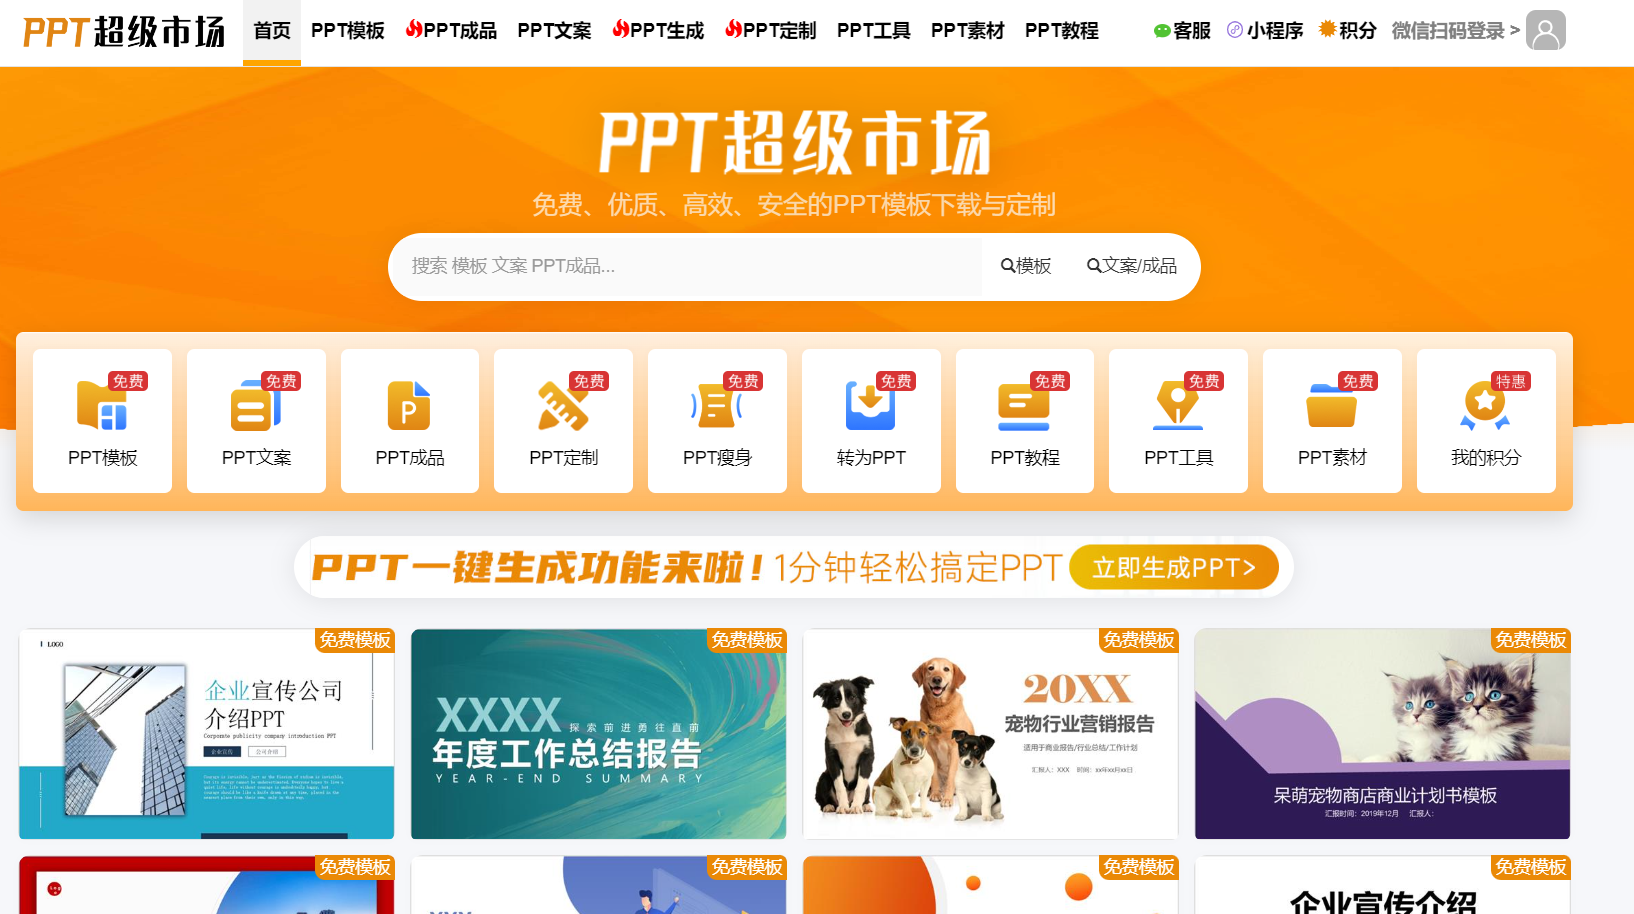 PPT超级市场
首页 PPT模板 PPT成品 PPT文案 PPT生成 PPT定制 PPT工具 PPT素材 PPT教程 客服 小程序 积分 微信扫码登录 >
PPT超级市场
免费、优质、高效、安全的PPT模板下载与定制
搜索 模板 文案 PPT成品... 模板 文案/成品
免费 免费 免费 免费 免费 免费 免费 免费 特惠
P
PPT模板 PPT文案 PPT成品 PPT定制 PPT瘦身 转为PPT PPT教程 PPT工具 PPT素材 我的积分
PPT一键生成功能来啦! 1分钟轻松搞定PPT 立即生成PPT>
免费模板
LOGO
企业宣传公司
介绍PPT
Corporate publicity company introduction PPT
企业宣传 公司介绍
免费模板
XXXX 探索前进勇往直前
年度工作总结报告
YEAR-END SUMMARY
免费模板
20XX
宠物行业营销报告
适用于商业报告/行业总结/工作计划
汇报人：XXX 时间：xx年xx月xx日
免费模板
呆萌宠物商店商业计划书模板
汇报时间：2019年12月 汇报人：
免费模板
免费模板
免费模板
免费模板
企业宣传介绍